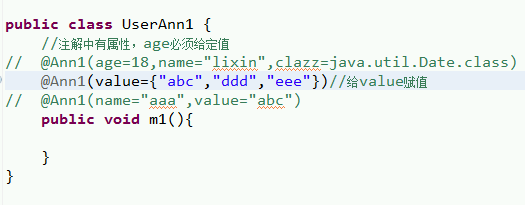 public class UserAnn1 {
//注解中有属性，age必须给定值
// @Ann1(age=18,name="lixin",clazz=java.util.Date.class)
@Ann1(value={"abc","ddd","eee"})//给value赋值
// @Ann1(name="aaa",value="abc")
public void m1(){
}
}